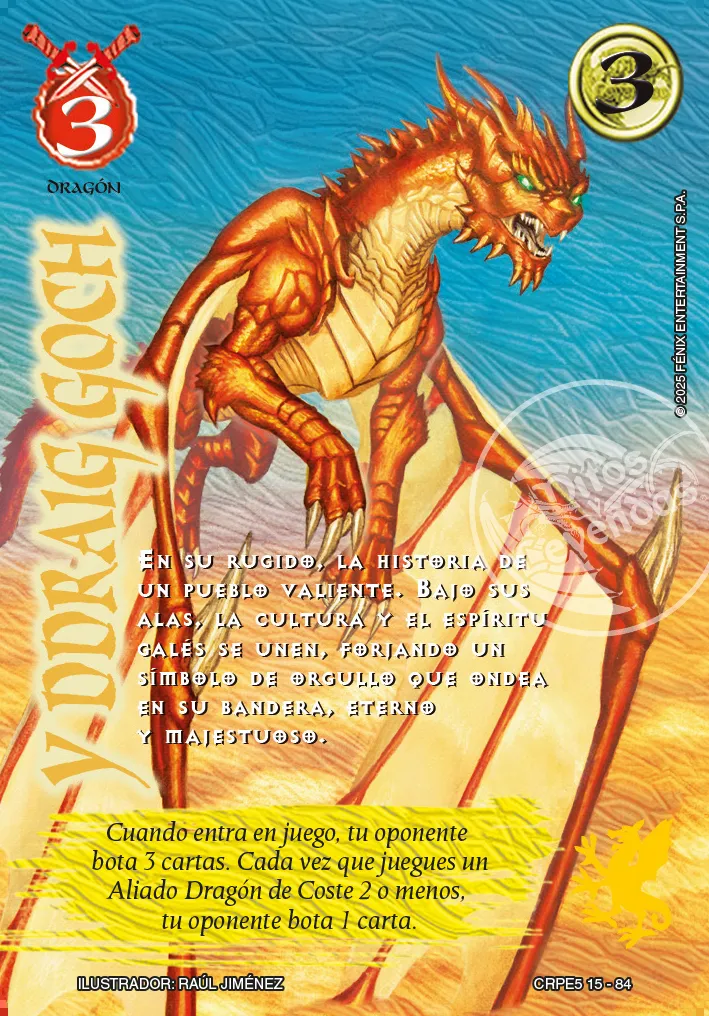 3
3
DRAGÓN
Y DDRAIG GOCH
© 2025 FÉNIX ENTERTAINMENT S.P.A.
Mitos
y
Leyendas
En su rugido, la historia de
un pueblo valiente. Bajo sus
alas, la cultura y el espíritu
galés se unen, forjando un
símbolo de orgullo que ondea
en su bandera, eterno
y majestuoso.
Cuando entra en juego, tu oponente
bota 3 cartas. Cada vez que juegues un
Aliado Dragón de Coste 2 o menos,
tu oponente bota 1 carta.
ILUSTRADOR: RAÚL JIMÉNEZ
CRPE5 15 - 84